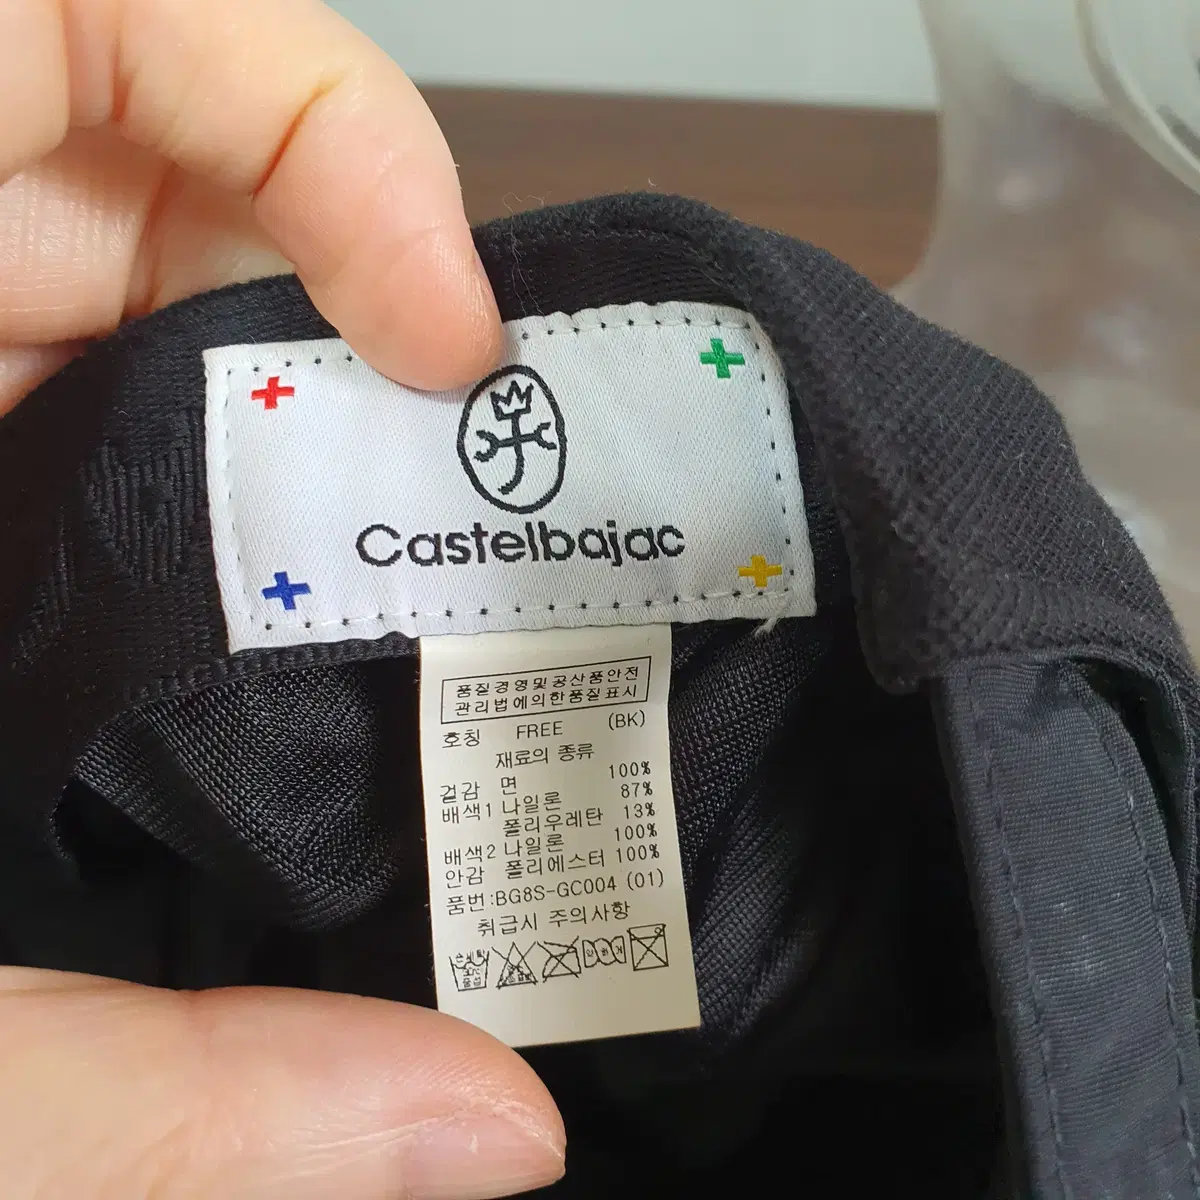 Castelbajac
품질경영및공산품안전
관리법에의한품질표시
호칭 FREE (BK)
재료의 종류
겉감 면 100%
배색1 나일론 87%
폴리우레탄 13%
배색2 나일론 100%
안감 폴리에스터 100%
품번:BG8S-GC004 (01)
취급시 주의사항
약하게